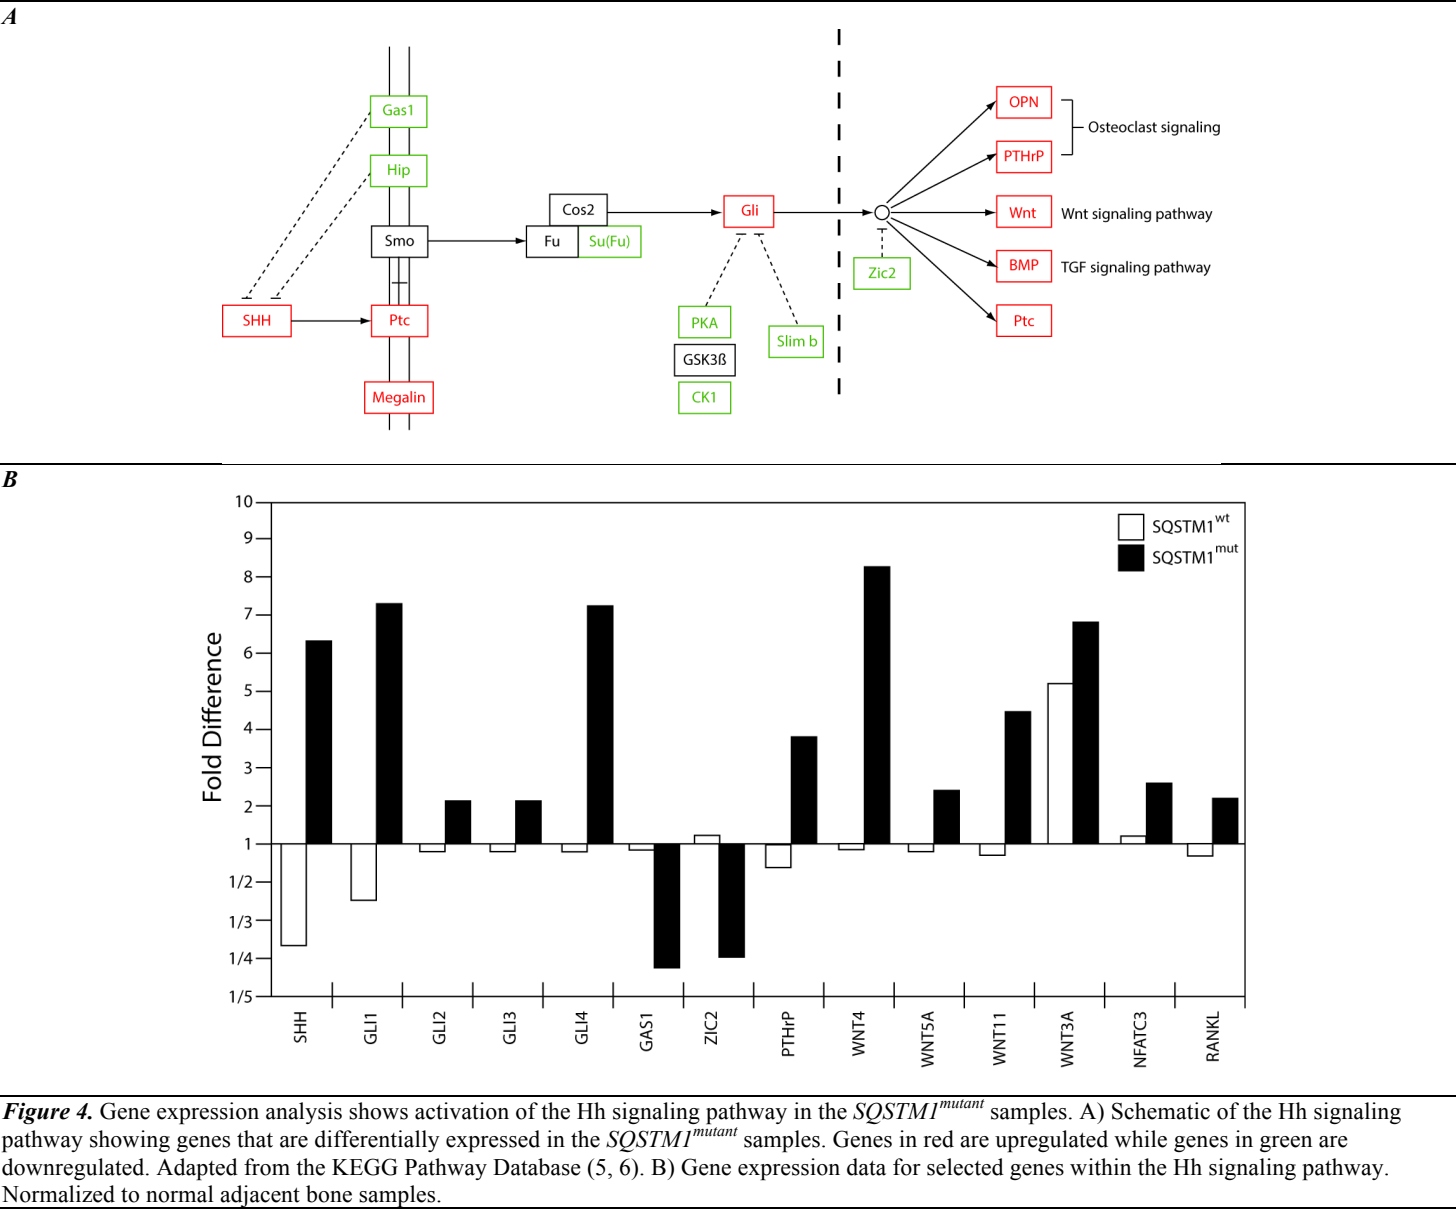 A
Gas1
Hip
Smo
SHH
Ptc
Megalin
Cos2
Fu
Su(Fu)
Gli
PKA
GSK3ß
CK1
Slim b
Zic2
OPN
PTHrP
Osteoclast signaling
Wnt
Wnt signaling pathway
BMP
TGF signaling pathway
Ptc
B
Fold Difference
10
9
8
7
6
5
4
3
2
1
1/2
1/3
1/4
1/5
SQSTM1wt
SQSTM1mut
SHH
GLI1
GLI2
GLI3
GLI4
GAS1
ZIC2
PTHrP
WNT4
WNT5A
WNT11
WNT3A
NFATC3
RANKL
Figure 4. Gene expression analysis shows activation of the Hh signaling pathway in the SQSTM1mutant samples. A) Schematic of the Hh signaling
pathway showing genes that are differentially expressed in the SQSTM1mutant samples. Genes in red are upregulated while genes in green are
downregulated. Adapted from the KEGG Pathway Database (5, 6). B) Gene expression data for selected genes within the Hh signaling pathway.
Normalized to normal adjacent bone samples.